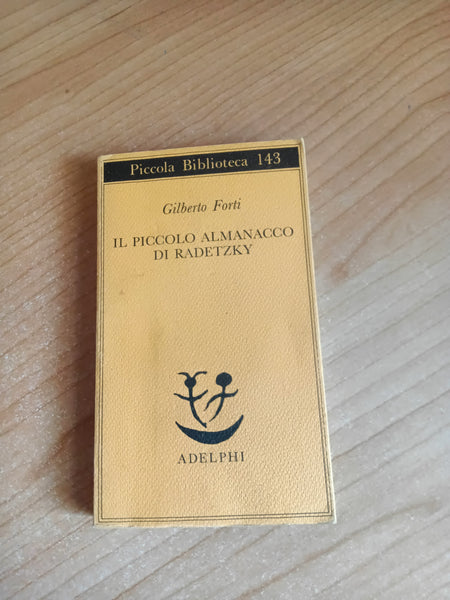 Piccola Biblioteca 143
Gilberto Forti
IL PICCOLO ALMANACCO
DI RADETZKY
ADELPHI